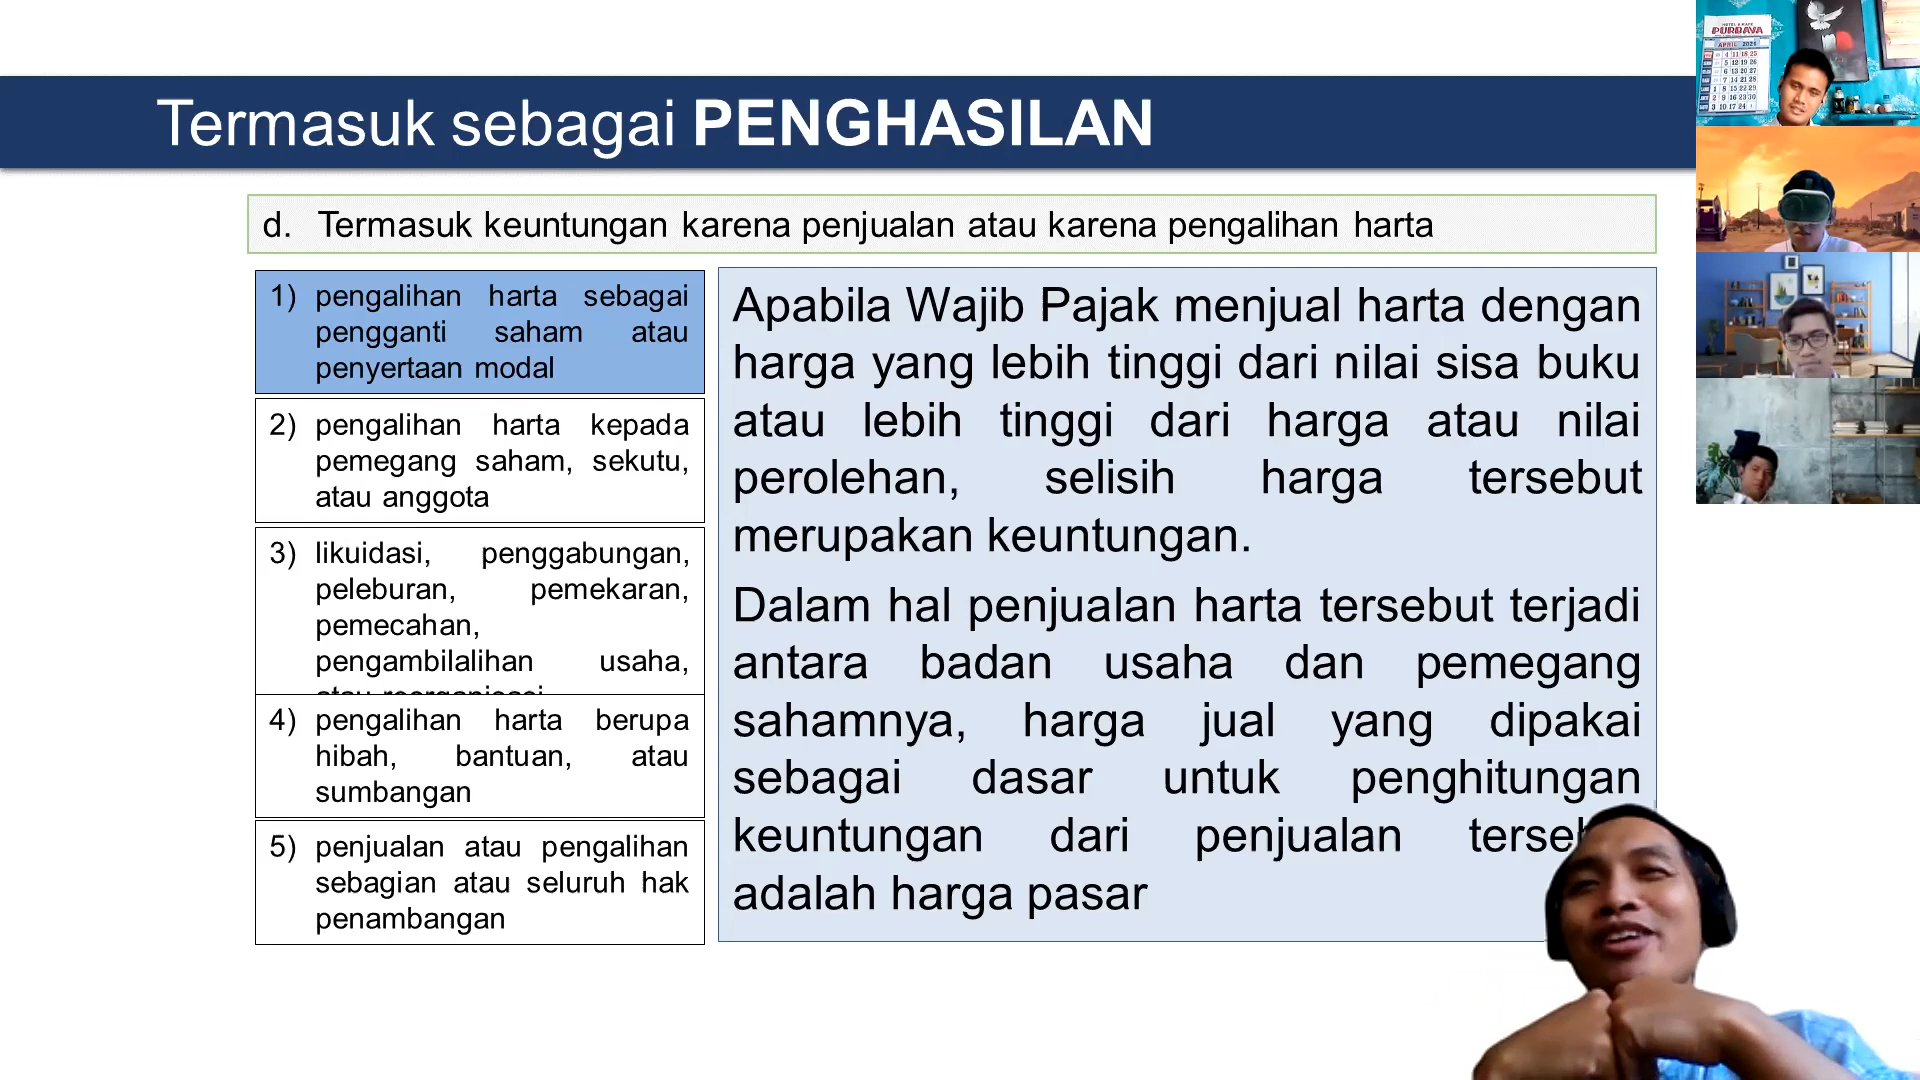 Termasuk sebagai PENGHASILAN
d. Termasuk keuntungan karena penjualan atau karena pengalihan harta
1) pengalihan harta sebagai
pengganti saham atau
penyertaan modal
2) pengalihan harta kepada
pemegang saham, sekutu,
atau anggota
3) likuidasi, penggabungan,
peleburan, pemekaran,
pemecahan,
pengambilalihan usaha,
atau reorganisasi
4) pengalihan harta berupa
hibah, bantuan, atau
sumbangan
5) penjualan atau pengalihan
sebagian atau seluruh hak
penambangan
Apabila Wajib Pajak menjual harta dengan
harga yang lebih tinggi dari nilai sisa buku
atau lebih tinggi dari harga atau nilai
perolehan, selisih harga tersebut
merupakan keuntungan.
Dalam hal penjualan harta tersebut terjadi
antara badan usaha dan pemegang
sahamnya, harga jual yang dipakai
sebagai dasar untuk penghitungan
keuntungan dari penjualan
adalah harga pasar
PURBAYA
APRIL 2021